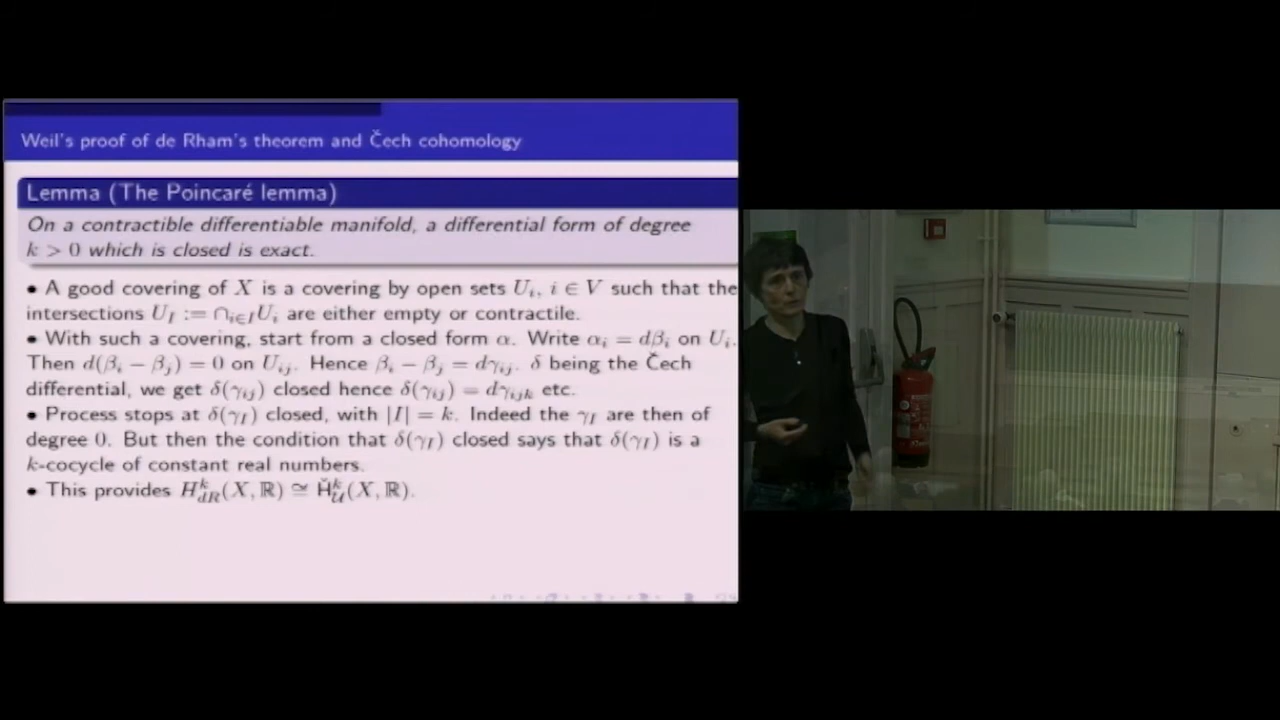 Weil's proof of de Rham's theorem and Čech cohomology
Lemma (The Poincaré lemma)
On a contractible differentiable manifold, a differential form of degree
k > 0 which is closed is exact.
• A good covering of X is a covering by open sets U_i, i ∈ V such that the
intersections U_I := ∩_{i∈I}U_i are either empty or contractile.
• With such a covering, start from a closed form α. Write α_i = dβ_i on U_i.
Then d(β_i − β_j) = 0 on U_{ij}. Hence β_i − β_j = dγ_{ij}. δ being the Čech
differential, we get δ(γ_{ij}) closed hence δ(γ_{ij}) = dγ_{ijk} etc.
• Process stops at δ(γ_I) closed, with |I| = k. Indeed the γ_I are then of
degree 0. But then the condition that δ(γ_I) closed says that δ(γ_I) is a
k-cocycle of constant real numbers.
• This provides H^k_{dR}(X, ℝ) ≅ Ȟ^k_𝒰(X, ℝ).